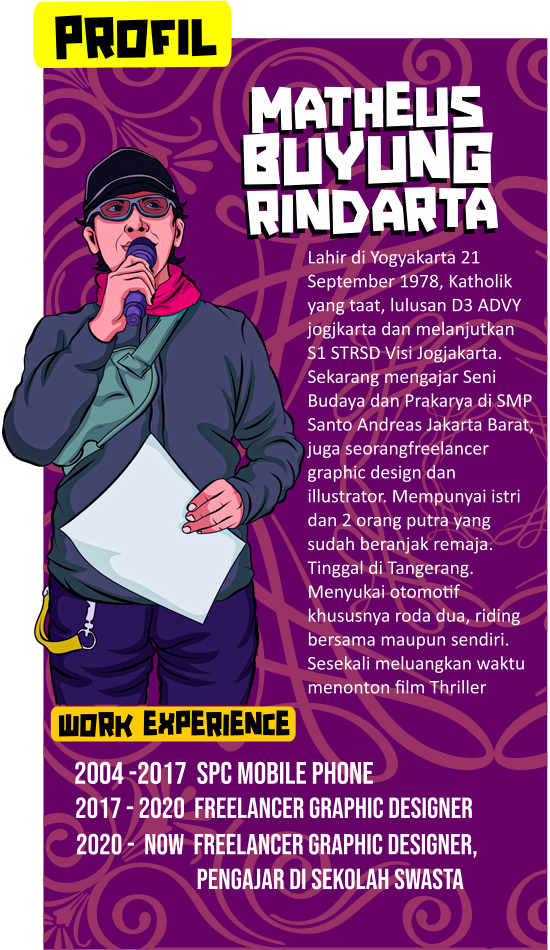 PROFIL
MATHEUS
BUYUNG
RINDARTA
Lahir di Yogyakarta 21
September 1978, Katholik
yang taat, lulusan D3 ADVY
jogjkarta dan melanjutkan
S1 STRSD Visi Jogjakarta.
Sekarang mengajar Seni
Budaya dan Prakarya di SMP
Santo Andreas Jakarta Barat,
juga seorangfreelancer
graphic design dan
illustrator. Mempunyai istri
dan 2 orang putra yang
sudah beranjak remaja.
Tinggal di Tangerang.
Menyukai otomotif
khususnya roda dua, riding
bersama maupun sendiri.
Sesekali meluangkan waktu
menonton film Thriller
WORK EXPERIENCE
2004 -2017 SPC MOBILE PHONE
2017 - 2020 FREELANCER GRAPHIC DESIGNER
2020 - NOW FREELANCER GRAPHIC DESIGNER,
PENGAJAR DI SEKOLAH SWASTA